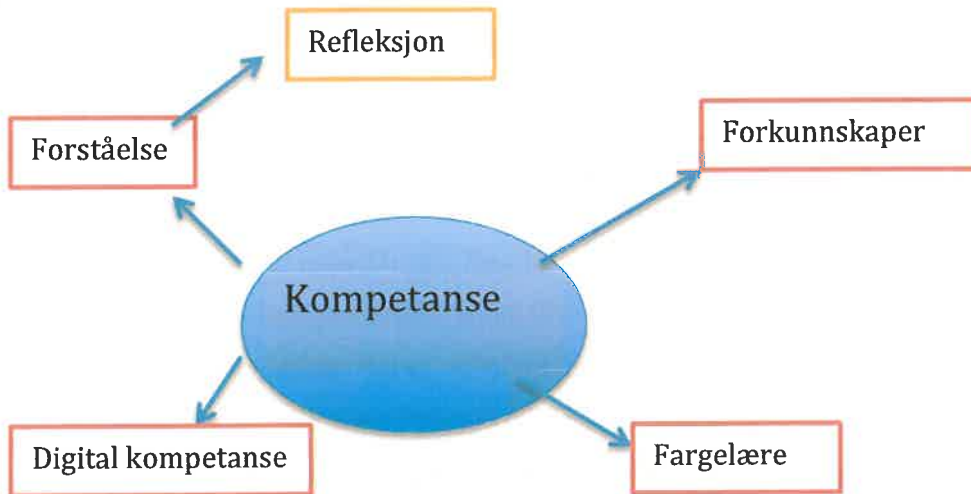 Refleksjon
Forståelse
Forkunnskaper
Kompetanse
Digital kompetanse
Fargelære